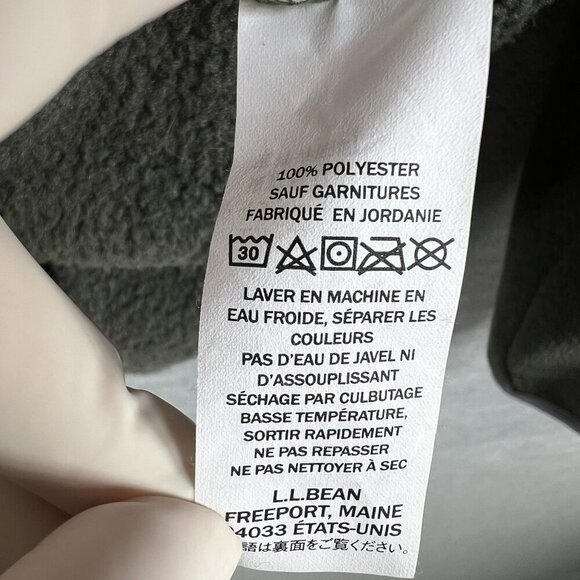 100% POLYESTER
SAUF GARNITURES
FABRIQUÉ EN JORDANIE
30
LAVER EN MACHINE EN
EAU FROIDE, SÉPARER LES
COULEURS
PAS D'EAU DE JAVEL NI
D'ASSOUPLISSANT
SÉCHAGE PAR CULBUTAGE
BASSE TEMPÉRATURE,
SORTIR RAPIDEMENT
NE PAS REPASSER
NE PAS NETTOYER À SEC
L.L.BEAN
FREEPORT, MAINE
04033 ÉTATS-UNIS
語は裏面をご覧ください。